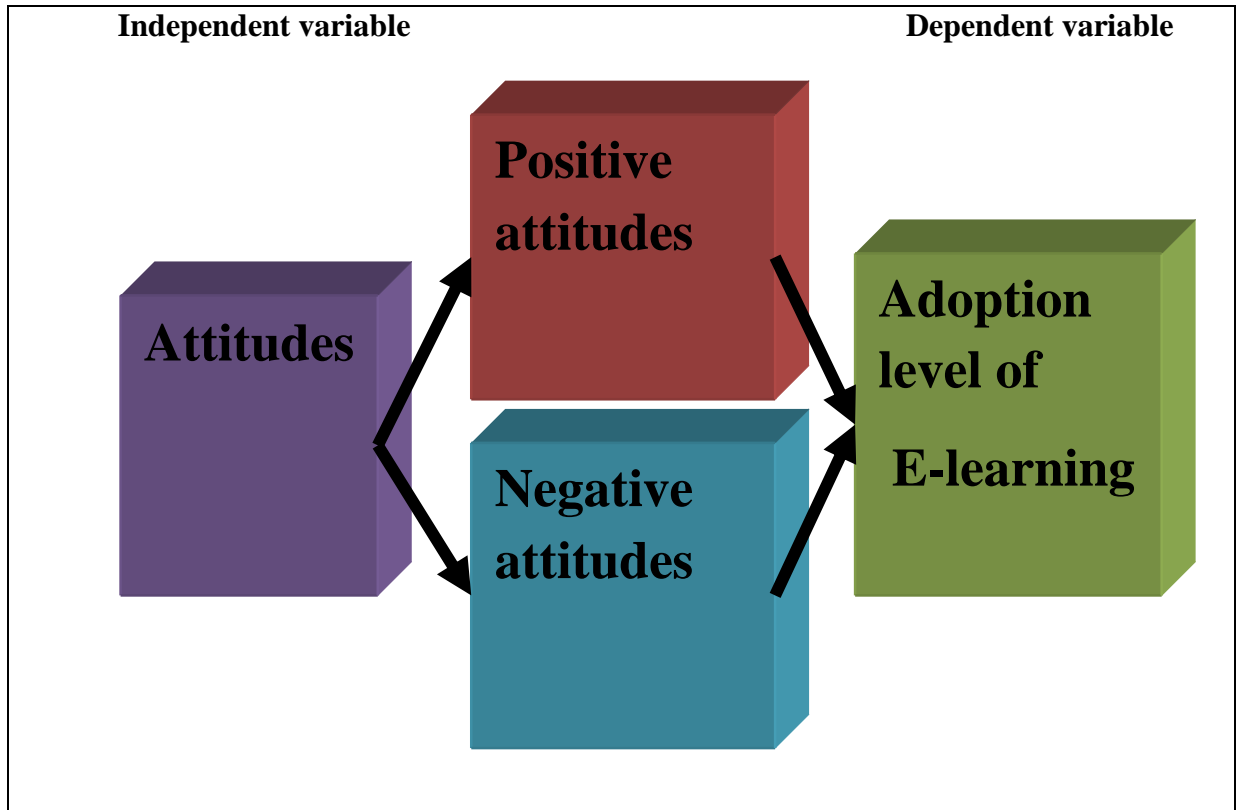 Independent variable
Dependent variable
Positive
attitudes
Attitudes
Negative
attitudes
Adoption
level of
E-learning